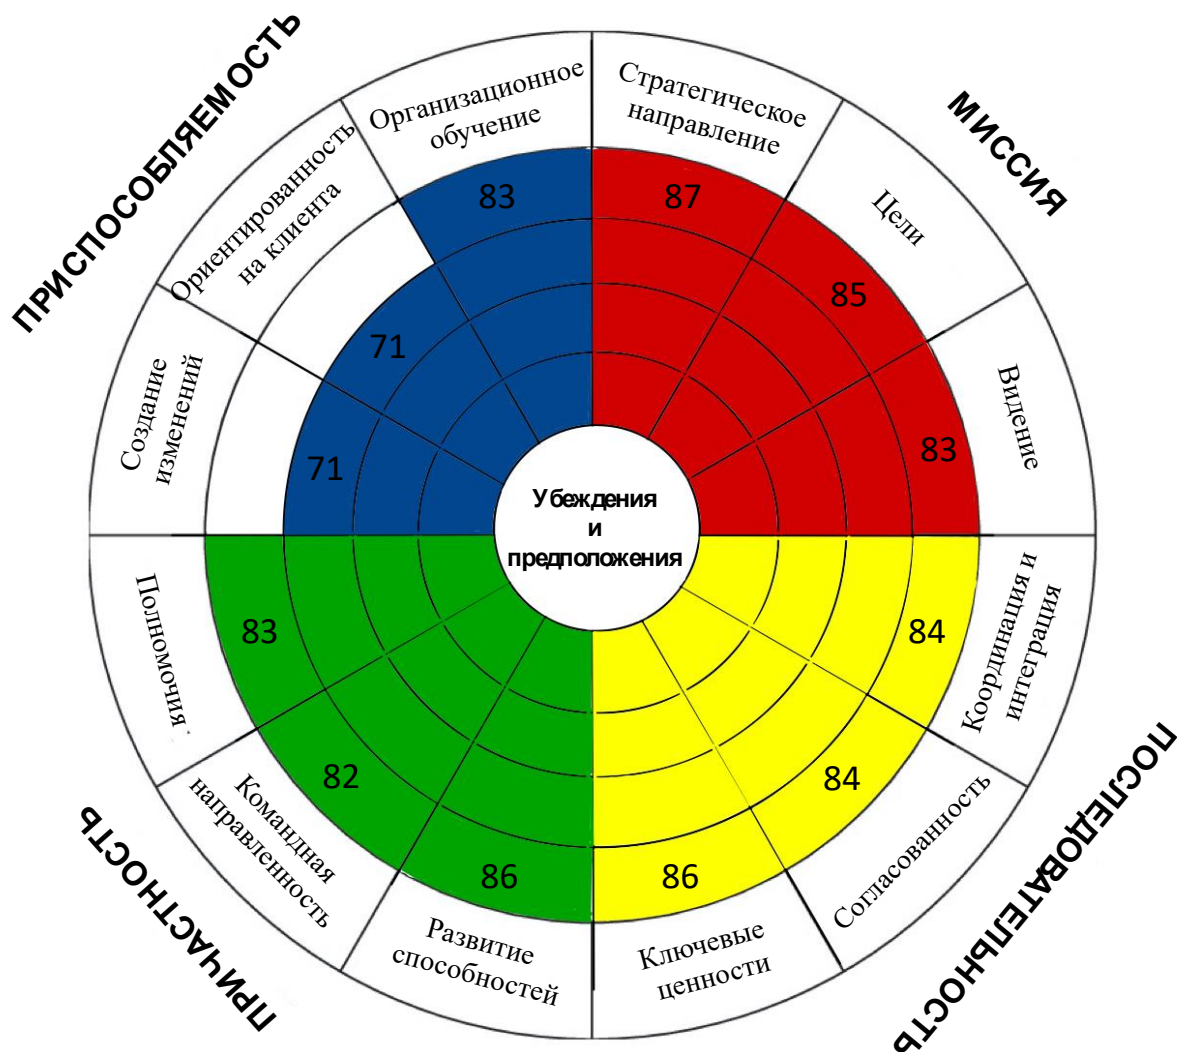 ПРИСПОСОБЛЯЕМОСТЬ
МИССИЯ
Организационное
обучение
Стратегическое
направление
Ориентированность
на клиента
Цели
Создание
изменений
Видение
83
87
71
85
71
83
Убеждения
и
предположения
83
84
82
84
86
86
Полномочия
Координация и
интеграция
Командная
направленность
Согласованность
Развитие
способностей
Ключевые
ценности
ПРИЧАСТНОСТЬ
ПОСЛЕДОВАТЕЛЬНОСТЬ